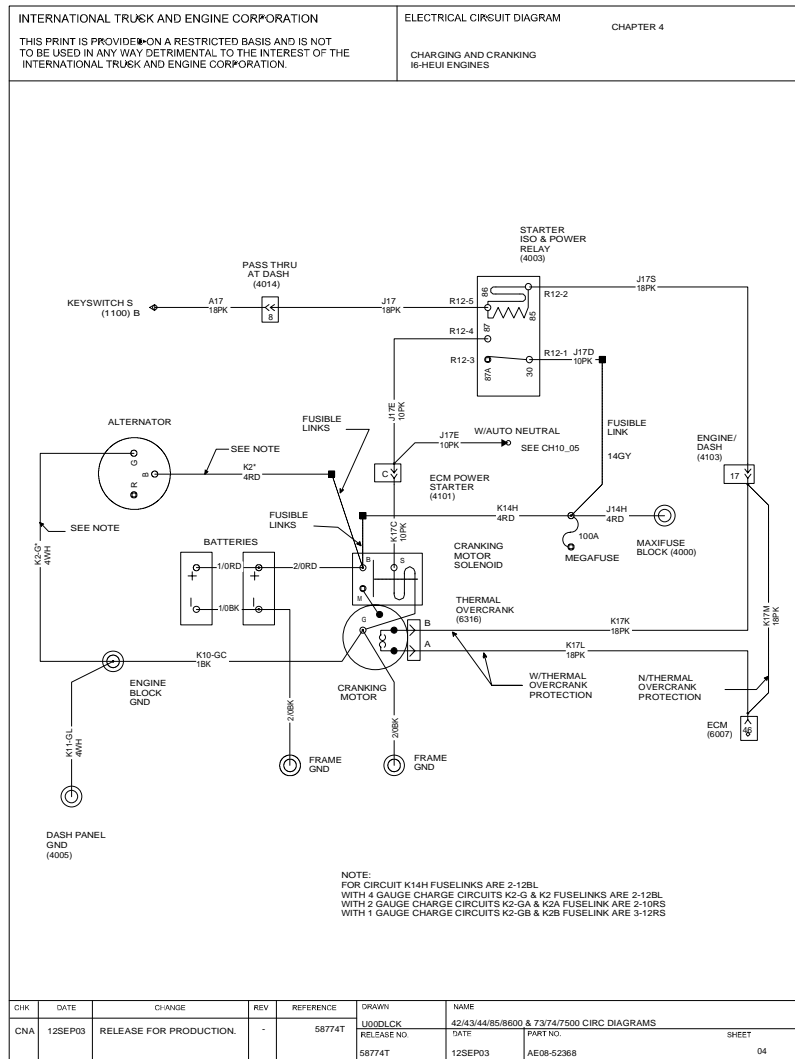 INTERNATIONAL TRUCK AND ENGINE CORPORATION
THIS PRINT IS PROVIDED ON A RESTRICTED BASIS AND IS NOT
TO BE USED IN ANY WAY DETRIMENTAL TO THE INTEREST OF THE
INTERNATIONAL TRUCK AND ENGINE CORPORATION.
ELECTRICAL CIRCUIT DIAGRAM
CHAPTER 4
CHARGING AND CRANKING
I6-HEUI ENGINES
STARTER
ISO & POWER
RELAY
(4003)
PASS THRU
AT DASH
(4014)
KEYSWITCH S
(1100) B
A17
18PK
8
J17
18PK
R12-5
86
85
R12-2
J17S
18PK
R12-4
87
R12-3
87A
30
R12-1
J17D
10PK
J17E
10PK
FUSIBLE
LINK
14GY
ALTERNATOR
G
B
R
SEE NOTE
K2*
4RD
FUSIBLE
LINKS
J17E
10PK
W/AUTO NEUTRAL
SEE CH10_05
C
ECM POWER
STARTER
(4101)
ENGINE/
DASH
(4103)
17
SEE NOTE
K2-G*
4WH
FUSIBLE
LINKS
K17C
10PK
K14H
4RD
J14H
4RD
100A
MEGAFUSE
MAXIFUSE
BLOCK (4000)
BATTERIES
1/0RD
2/0RD
+
+
1/0BK
B
S
M
CRANKING
MOTOR
SOLENOID
THERMAL
OVERCRANK
(6316)
G
B
A
K17K
18PK
K17L
18PK
K17M
18PK
K10-GC
1BK
ENGINE
BLOCK
GND
CRANKING
MOTOR
W/THERMAL
OVERCRANK
PROTECTION
N/THERMAL
OVERCRANK
PROTECTION
ECM
(6007)
46
K11-GL
4WH
2/0BK
2/0BK
FRAME
GND
FRAME
GND
DASH PANEL
GND
(4005)
NOTE:
FOR CIRCUIT K14H FUSELINKS ARE 2-12BL
WITH 4 GAUGE CHARGE CIRCUITS K2-G & K2 FUSELINKS ARE 2-12BL
WITH 2 GAUGE CHARGE CIRCUITS K2-GA & K2A FUSELINK ARE 2-10RS
WITH 1 GAUGE CHARGE CIRCUITS K2-GB & K2B FUSELINK ARE 3-12RS
CHK DATE CHANGE REV REFERENCE
CNA 12SEP03 RELEASE FOR PRODUCTION. - 58774T
DRAWN
U00DLCK
NAME
42/43/44/85/8600 & 73/74/7500 CIRC DIAGRAMS
RELEASE NO. DATE PART NO. SHEET
58774T 12SEP03 AE08-52368 04